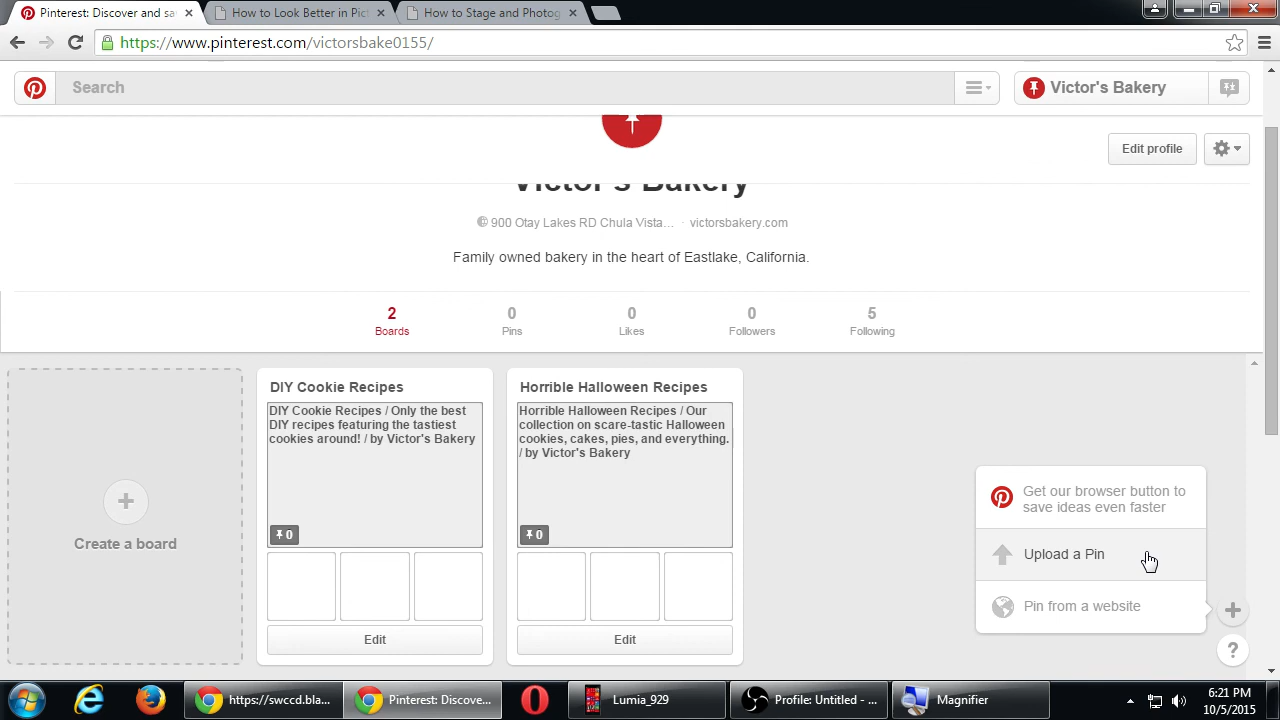 Pinterest: Discover and sa
How to Look Better in Pict
How to Stage and Photog
https://www.pinterest.com/victorsbake0155/
Search
Victor's Bakery
Edit profile
Victor's Bakery
900 Otay Lakes RD Chula Vista... · victorsbakery.com
Family owned bakery in the heart of Eastlake, California.
2 0 0 0 5
Boards Pins Likes Followers Following
Create a board
DIY Cookie Recipes
DIY Cookie Recipes / Only the best
DIY recipes featuring the tastiest
cookies around! / by Victor's Bakery
0
Edit
Horrible Halloween Recipes
Horrible Halloween Recipes / Our
collection on scare-tastic Halloween
cookies, cakes, pies, and everything.
/ by Victor's Bakery
0
Edit
Get our browser button to
save ideas even faster
Upload a Pin
Pin from a website
+
?
https://swccd.bla...
Pinterest: Discove...
Lumia_929
Profile: Untitled - ...
Magnifier
6:21 PM
10/5/2015